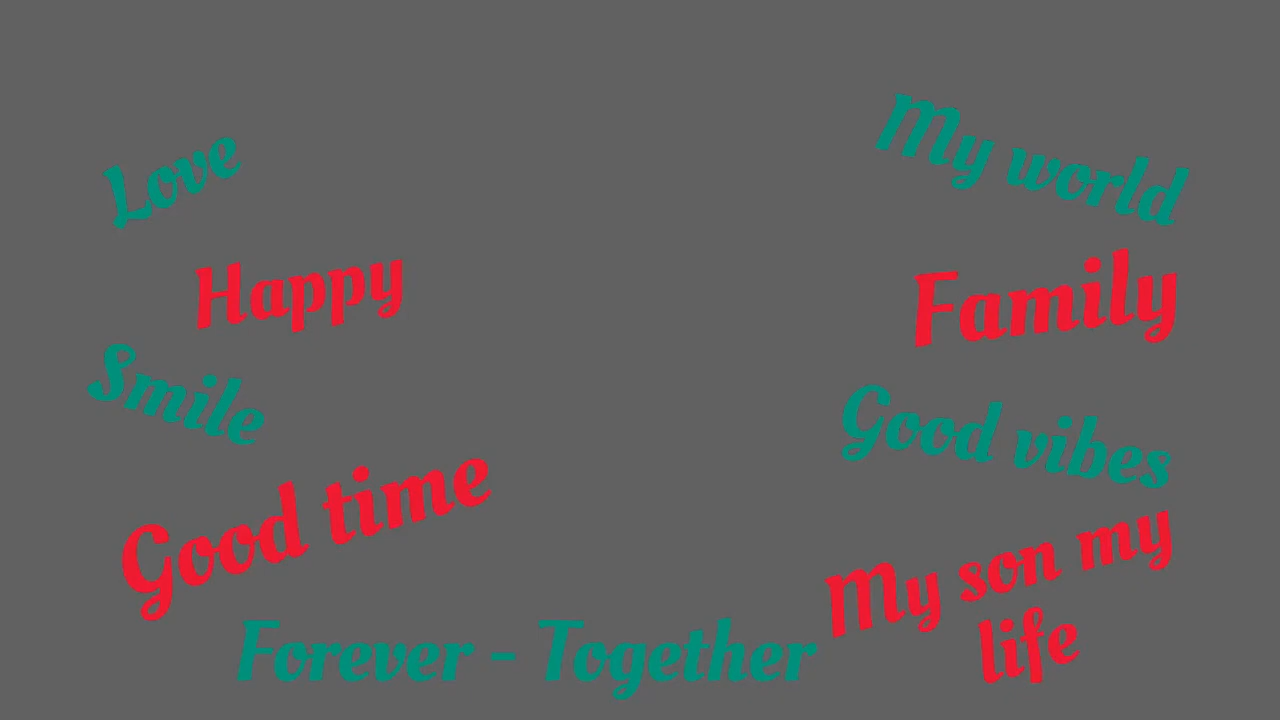 Love
Happy
Smile
Good time
Forever - Together
My world
Family
Good vibes
My son my
life